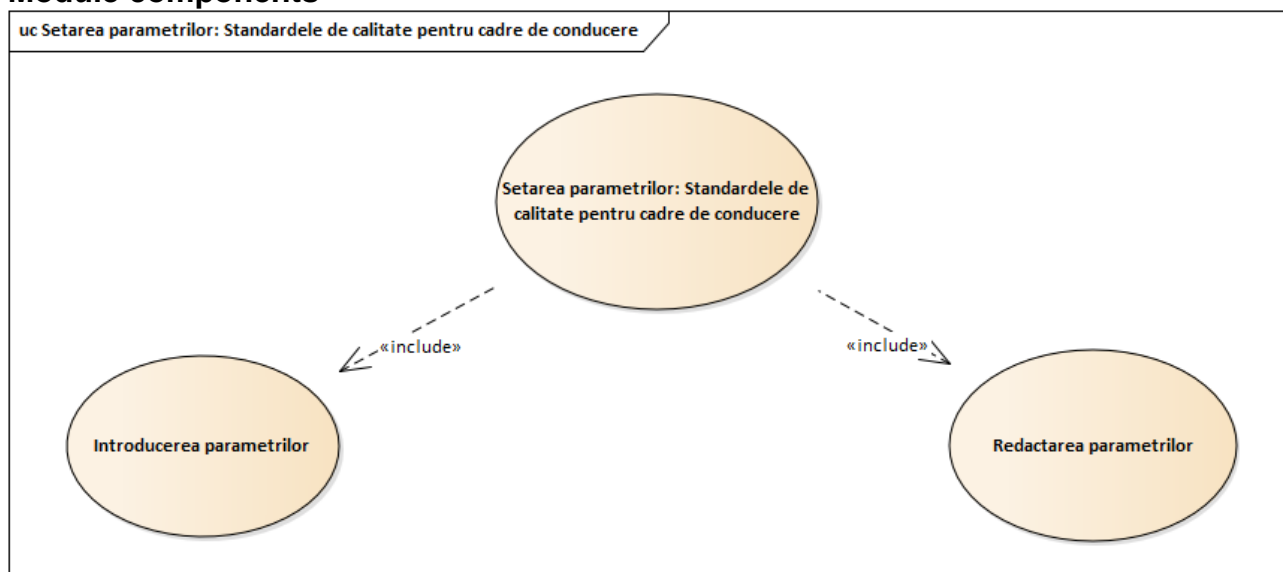 Module components
uc Setarea parametrilor: Standardele de calitate pentru cadre de conducere
Setarea parametrilor: Standardele de
calitate pentru cadre de conducere
«include»
«include»
Introducerea parametrilor
Redactarea parametrilor